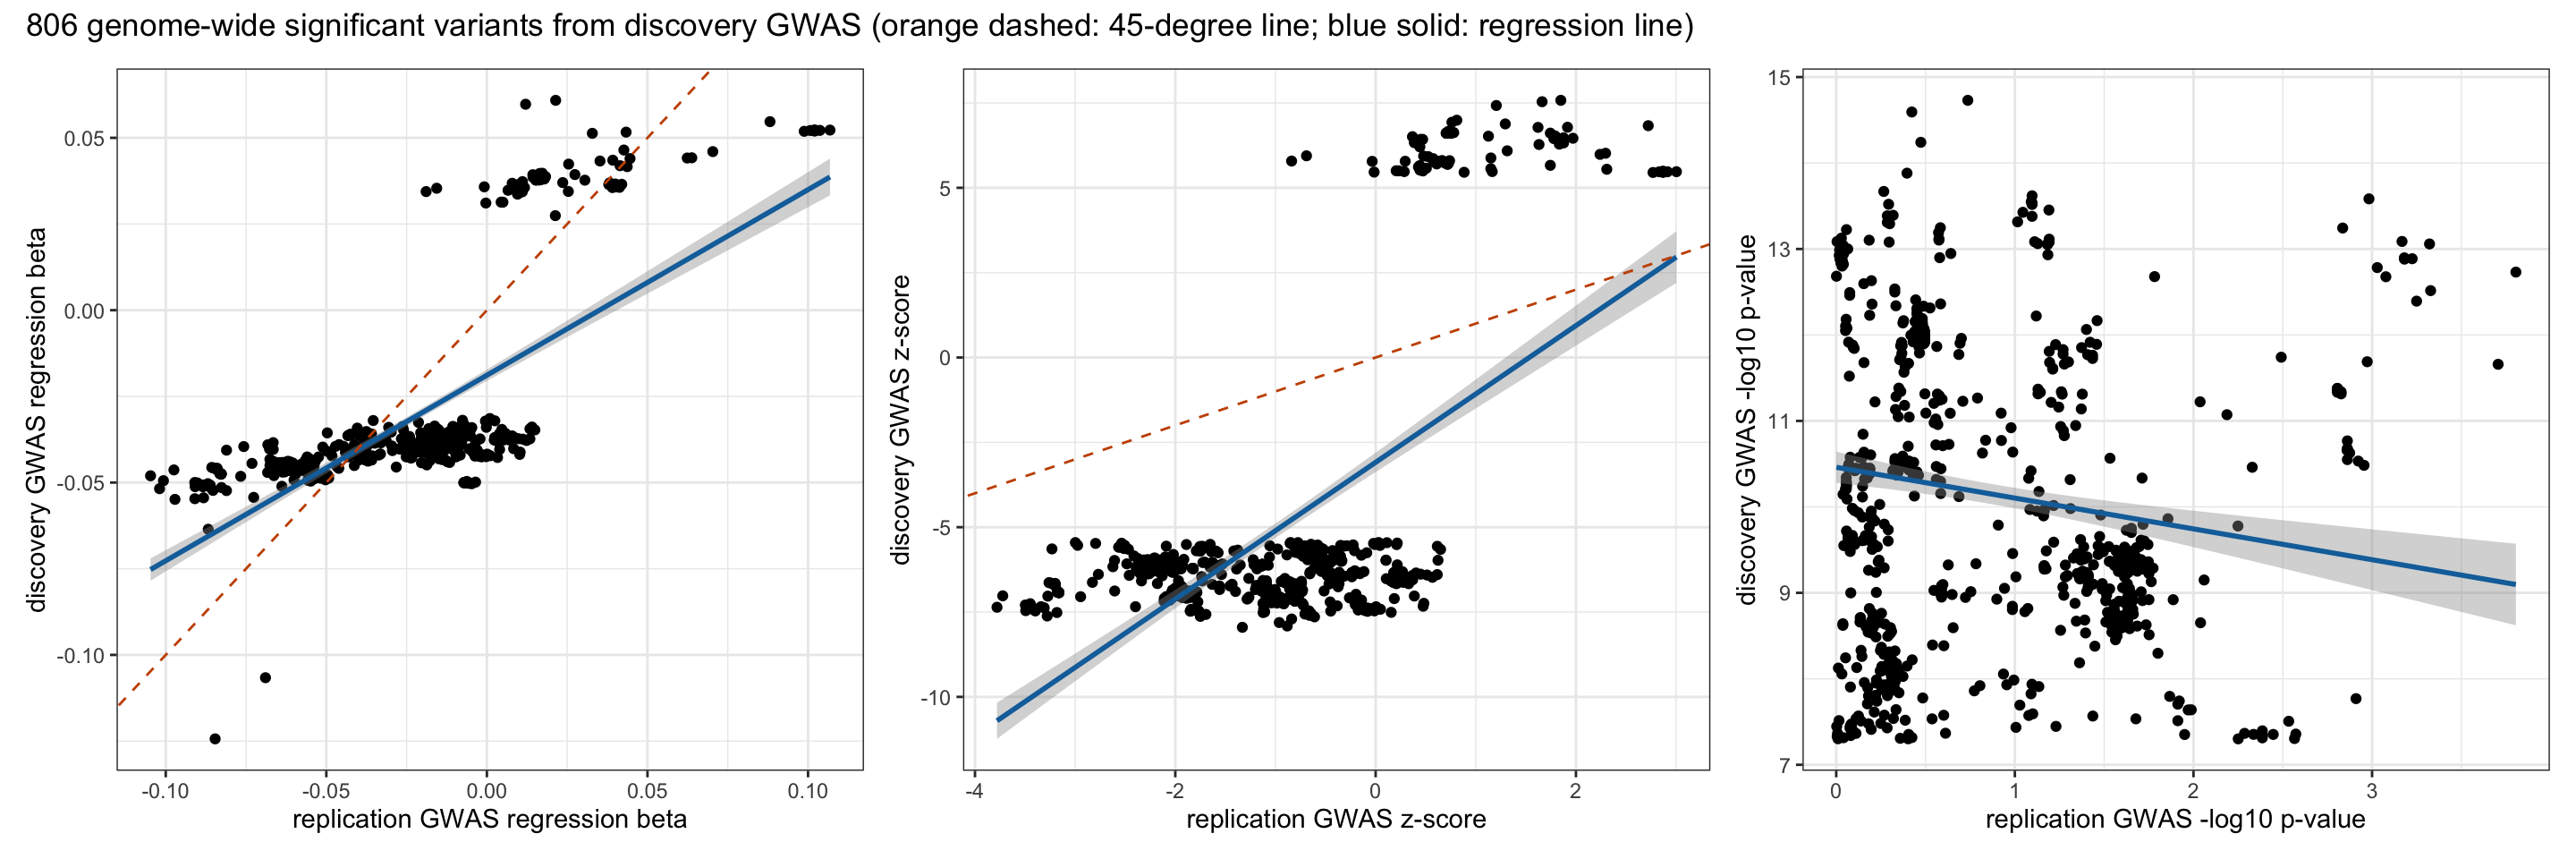 806 genome-wide significant variants from discovery GWAS (orange dashed: 45-degree line; blue solid: regression line)
discovery GWAS regression beta
0.05
0.00
-0.05
-0.10
-0.10 -0.05 0.00 0.05 0.10
replication GWAS regression beta
discovery GWAS z-score
5
0
-5
-10
-4 -2 0 2
replication GWAS z-score
discovery GWAS -log10 p-value
15
13
11
9
7
0 1 2 3
replication GWAS -log10 p-value